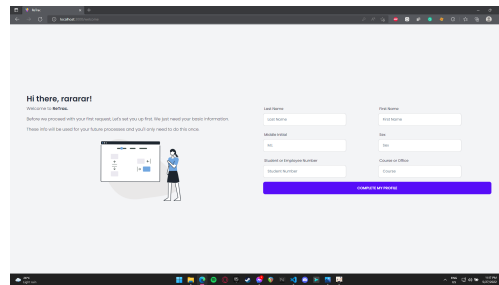 localhost
Hi there, rararar!
Welcome to
Before we proceed with your first request, Let's set you up first. We just need your basic information.
These info will be used for your future processes and you'll only need to do this once.
Last Name
First Name
Last Name
First Name
Middle Initial
Sex
Sex
Student or Employee Number
Course or Office
Student Number
Course
COMPLETE MY PROFILE